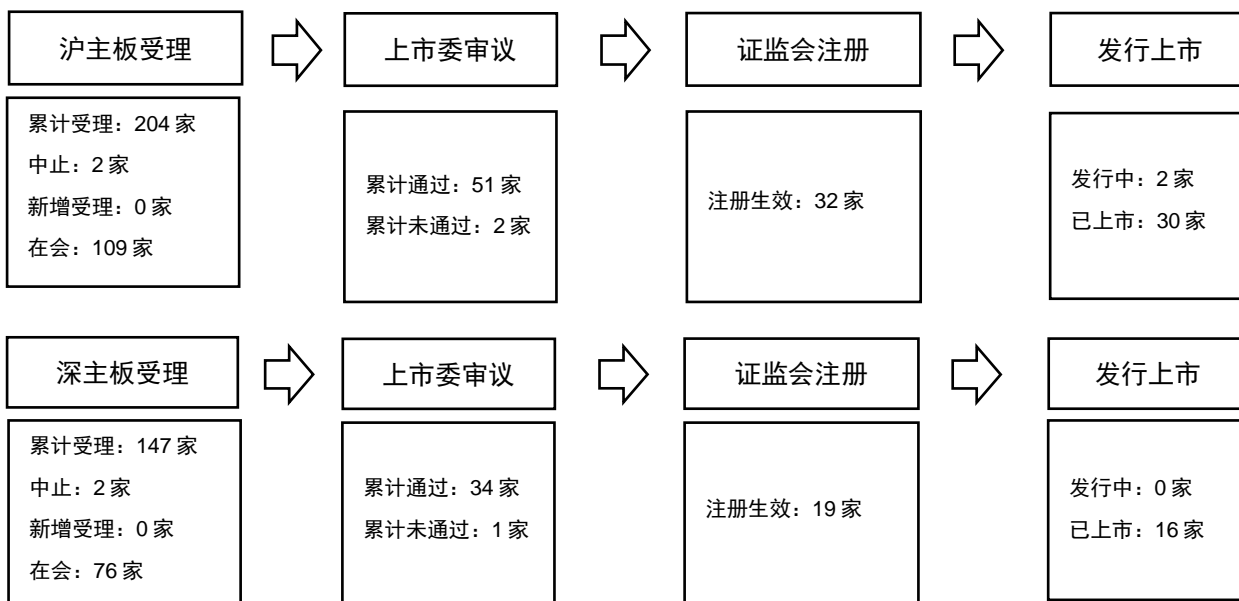 沪主板受理
上市委审议
证监会注册
发行上市
累计受理：204 家
中止：2 家
新增受理：0 家
在会：109 家
累计通过：51 家
累计未通过：2 家
注册生效：32 家
发行中：2 家
已上市：30 家
深主板受理
上市委审议
证监会注册
发行上市
累计受理：147 家
中止：2 家
新增受理：0 家
在会：76 家
累计通过：34 家
累计未通过：1 家
注册生效：19 家
发行中：0 家
已上市：16 家